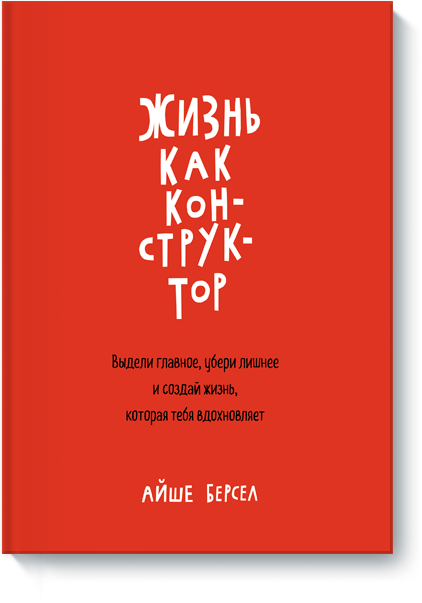 ЖИЗНЬ
КАК
КОН-
СТРУК-
ТОР
Выдели главное, убери лишнее
и создай жизнь,
которая тебя вдохновляет
АЙШЕ БЕРСЕЛ